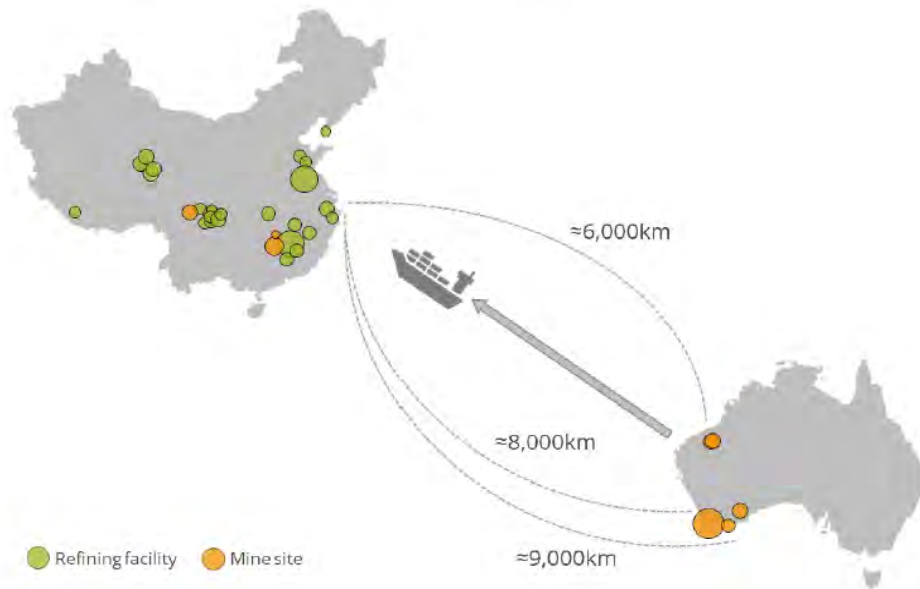 ≈6,000km
≈8,000km
≈9,000km
Refining facility
Mine site